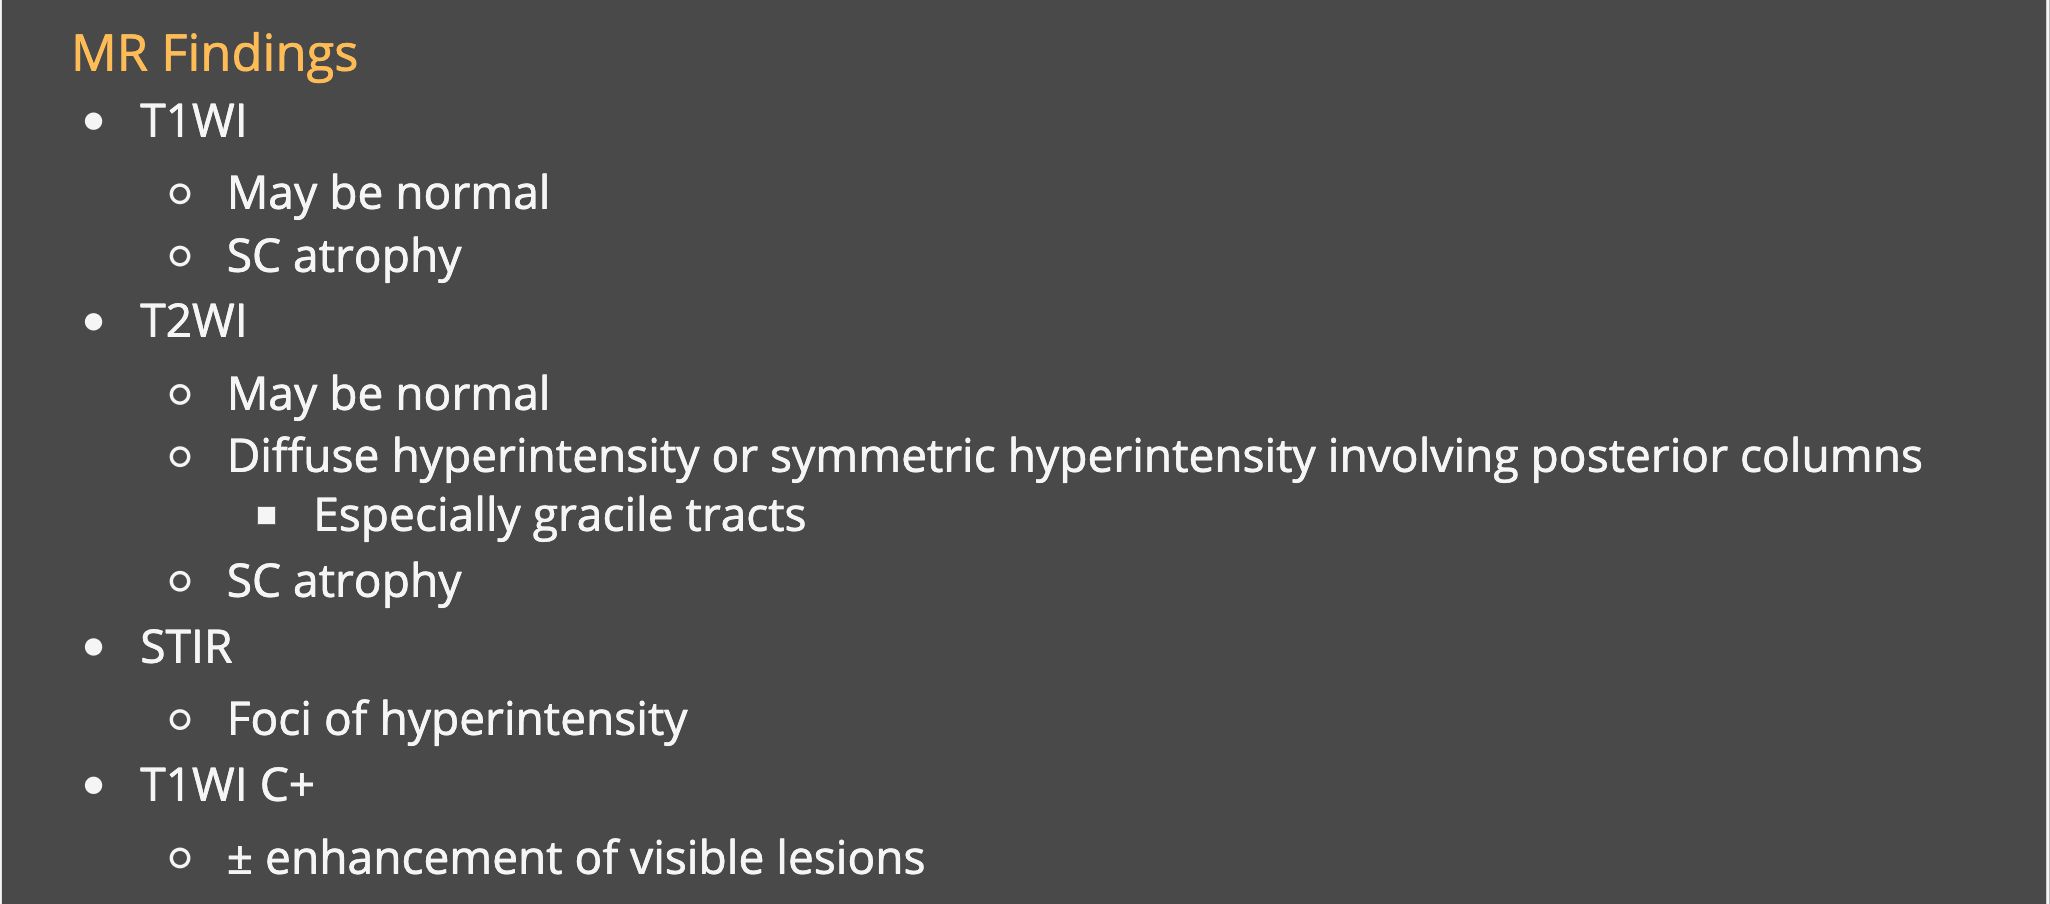 MR Findings
• T1WI
○ May be normal
○ SC atrophy
• T2WI
○ May be normal
○ Diffuse hyperintensity or symmetric hyperintensity involving posterior columns
■ Especially gracile tracts
○ SC atrophy
• STIR
○ Foci of hyperintensity
• T1WI C+
○ ± enhancement of visible lesions